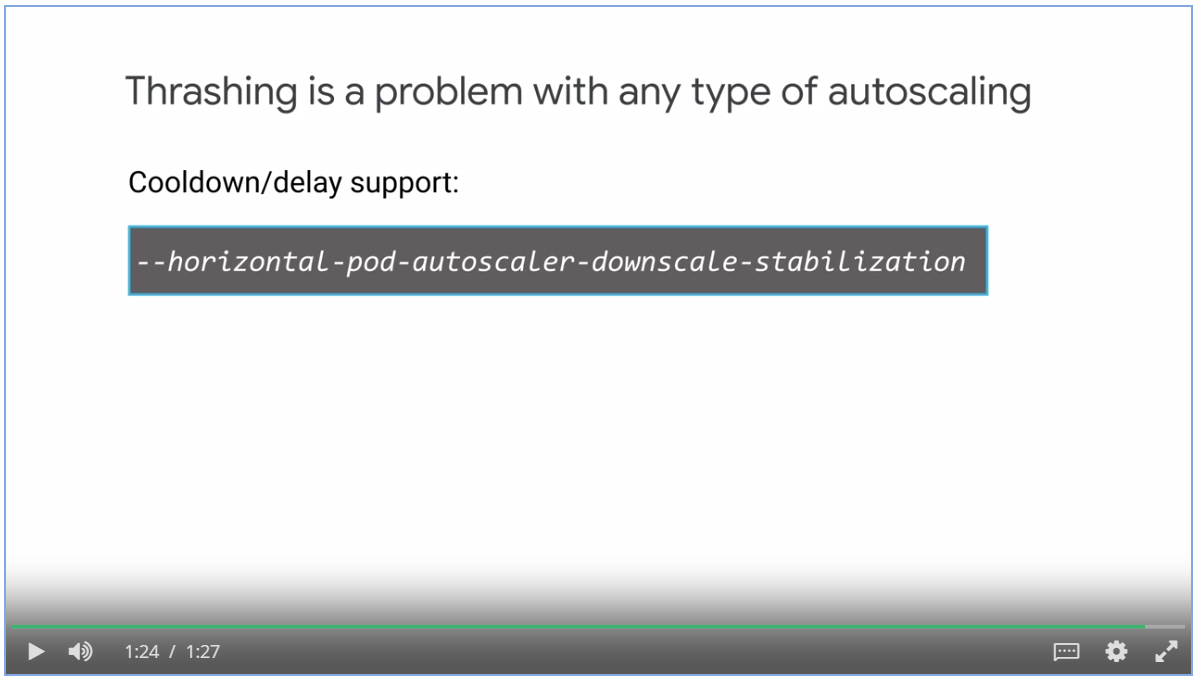 Thrashing is a problem with any type of autoscaling
Cooldown/delay support:
--horizontal-pod-autoscaler-downscale-stabilization
1:24 / 1:27